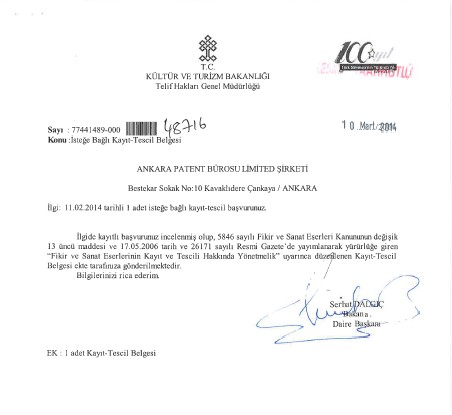 T.C.
KÜLTÜR VE TURİZM BAKANLIĞI
Telif Hakları Genel Müdürlüğü
100 yıl
Sayı : 77441489-000 48716
10 Mart 2014
Konu :İsteğe Bağlı Kayıt-Tescil Belgesi
ANKARA PATENT BÜROSU LIMITED ŞİRKETİ
Bestekar Sokak No:10 Kavaklıdere Çankaya / ANKARA
İlgi: 11.02.2014 tarihli 1 adet isteğe bağlı kayıt-tescil başvurunuz.
İlgide kayıtlı başvurunuz incelenmiş olup, 5846 sayılı Fikir ve Sanat Eserleri Kanununun değişik
13 üncü maddesi ve 17.05.2006 tarih ve 26171 sayılı Resmi Gazete'de yayımlanarak yürürlüğe giren
"Fikir ve Sanat Eserlerinin Kayıt ve Tescili Hakkında Yönetmelik" uyarınca düzenlenen Kayıt-Tescil
Belgesi ekte tarafınıza gönderilmektedir.
Bilgilerinizi rica ederim.
Serhat DALGIÇ
Bakan a.
Daire Başkanı
EK : 1 adet Kayıt-Tescil Belgesi